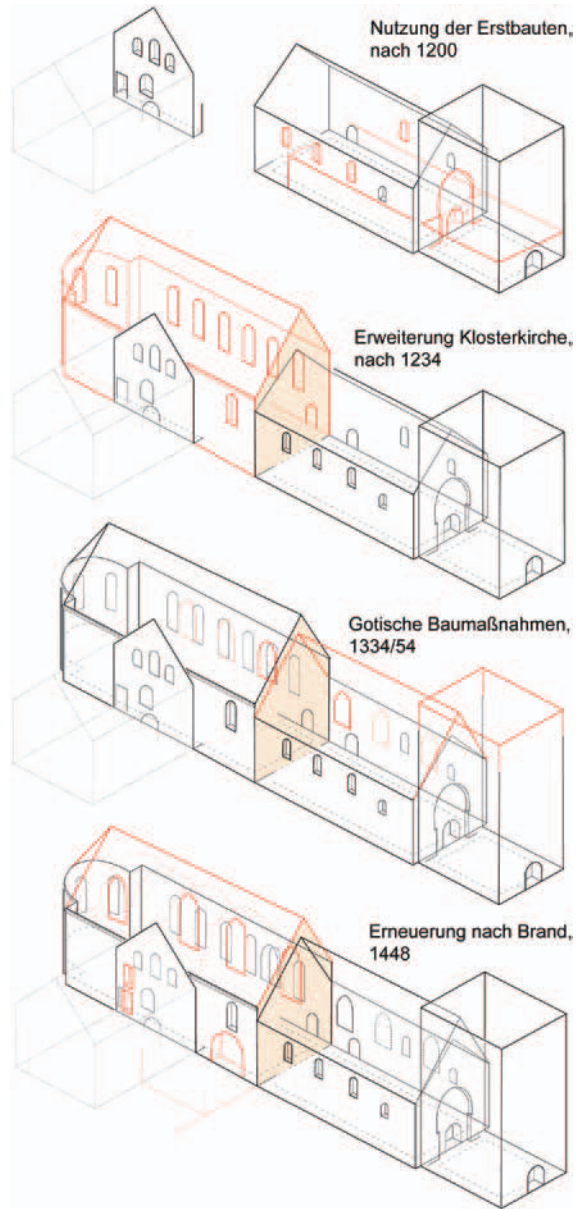 Nutzung der Erstbauten,
nach 1200
Erweiterung Klosterkirche,
nach 1234
Gotische Baumaßnahmen,
1334/54
Erneuerung nach Brand,
1448